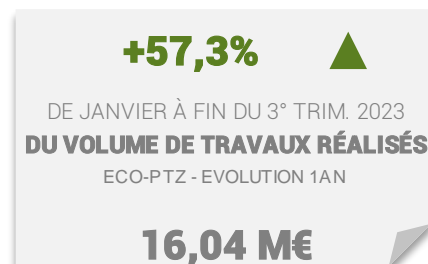 +57,3%
DE JANVIER À FIN DU 3° TRIM. 2023
DU VOLUME DE TRAVAUX RÉALISÉS
ECO-PTZ - EVOLUTION 1AN
16,04 M€